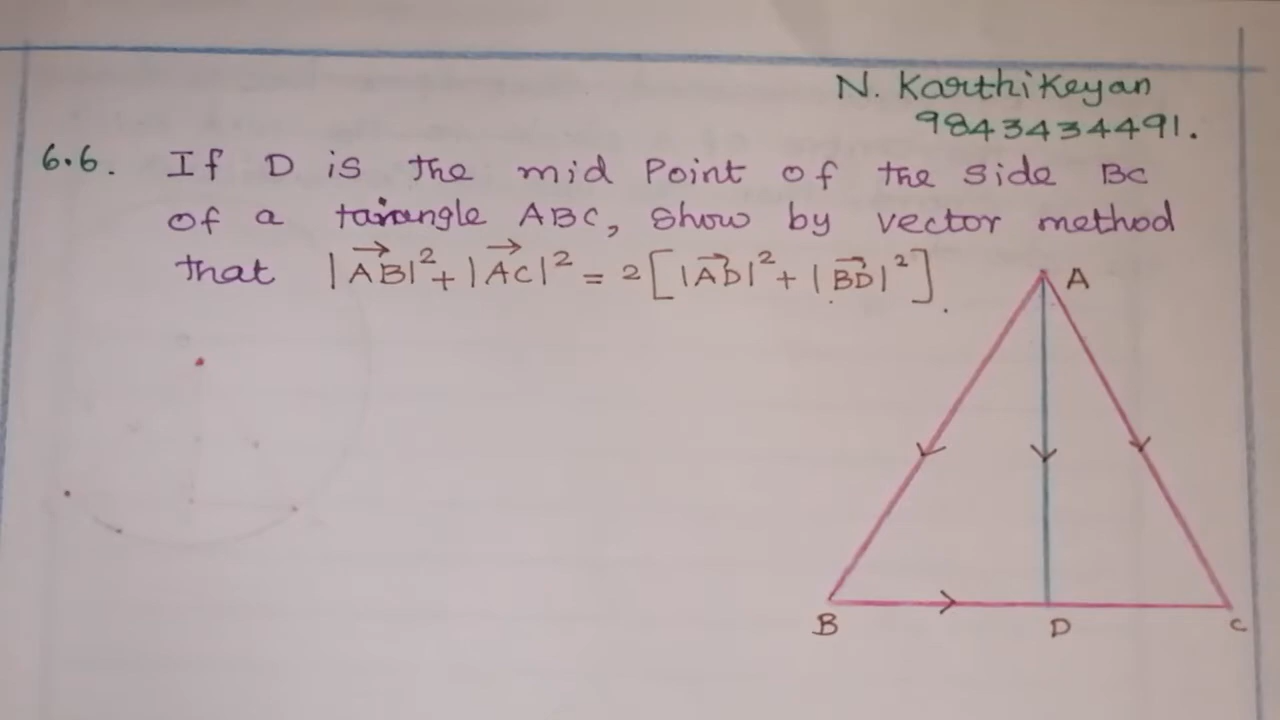 N. Karthikeyan
9843434491.
6.6. If D is the mid Point of the side BC
of a taiangle ABC, show by vector method
that |AB⃗|²+|AC⃗|² = 2[|AD⃗|²+|BD⃗|²].
A
B
D
C